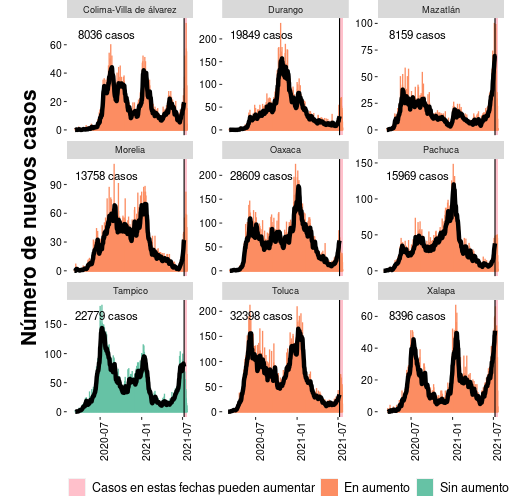 Número de nuevos casos
Colima-Villa de álvarez
Durango
Mazatlán
8036 casos
19849 casos
8159 casos
60
40
20
0
200
150
100
50
0
100
75
50
25
0
Morelia
Oaxaca
Pachuca
13758 casos
28609 casos
15969 casos
90
60
30
0
200
150
100
50
0
150
100
50
0
Tampico
Toluca
Xalapa
22779 casos
32398 casos
8396 casos
150
100
50
0
200
150
100
50
0
60
40
20
0
2020-07
2021-01
2021-07
2020-07
2021-01
2021-07
2020-07
2021-01
2021-07
Casos en estas fechas pueden aumentar
En aumento
Sin aumento